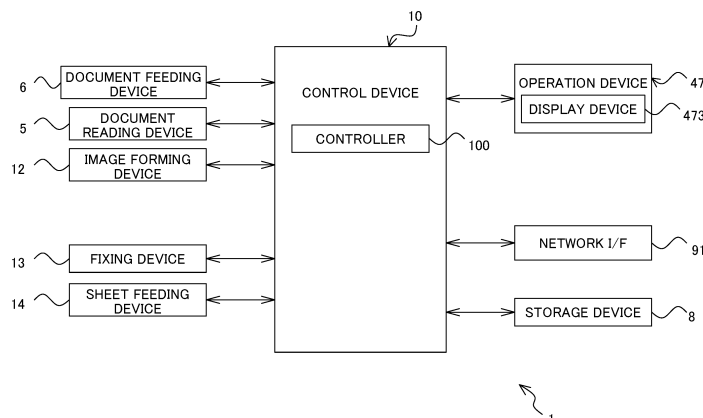 10
6
DOCUMENT FEEDING
DEVICE
5
DOCUMENT
READING DEVICE
12
IMAGE FORMING
DEVICE
13
FIXING DEVICE
14
SHEET FEEDING
DEVICE
CONTROL DEVICE
CONTROLLER
100
OPERATION DEVICE
47
DISPLAY DEVICE
473
NETWORK I/F
91
STORAGE DEVICE
8
1